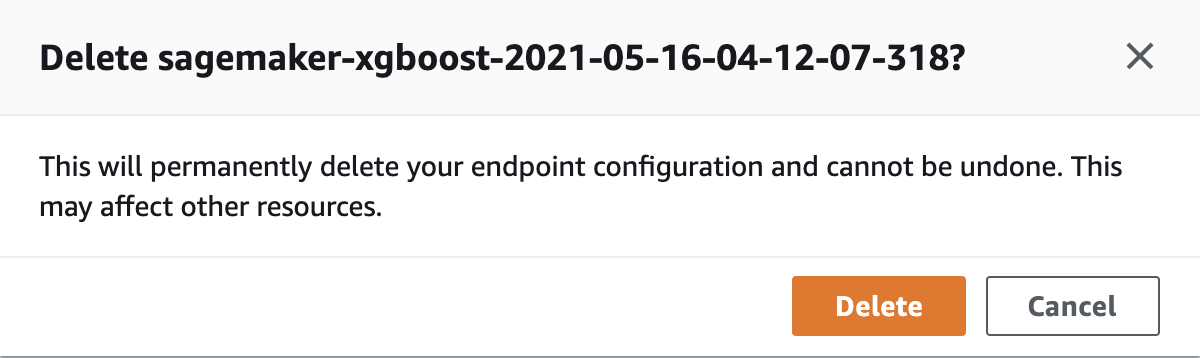 Delete sagemaker-xgboost-2021-05-16-04-12-07-318?
This will permanently delete your endpoint configuration and cannot be undone. This
may affect other resources.
Delete
Cancel